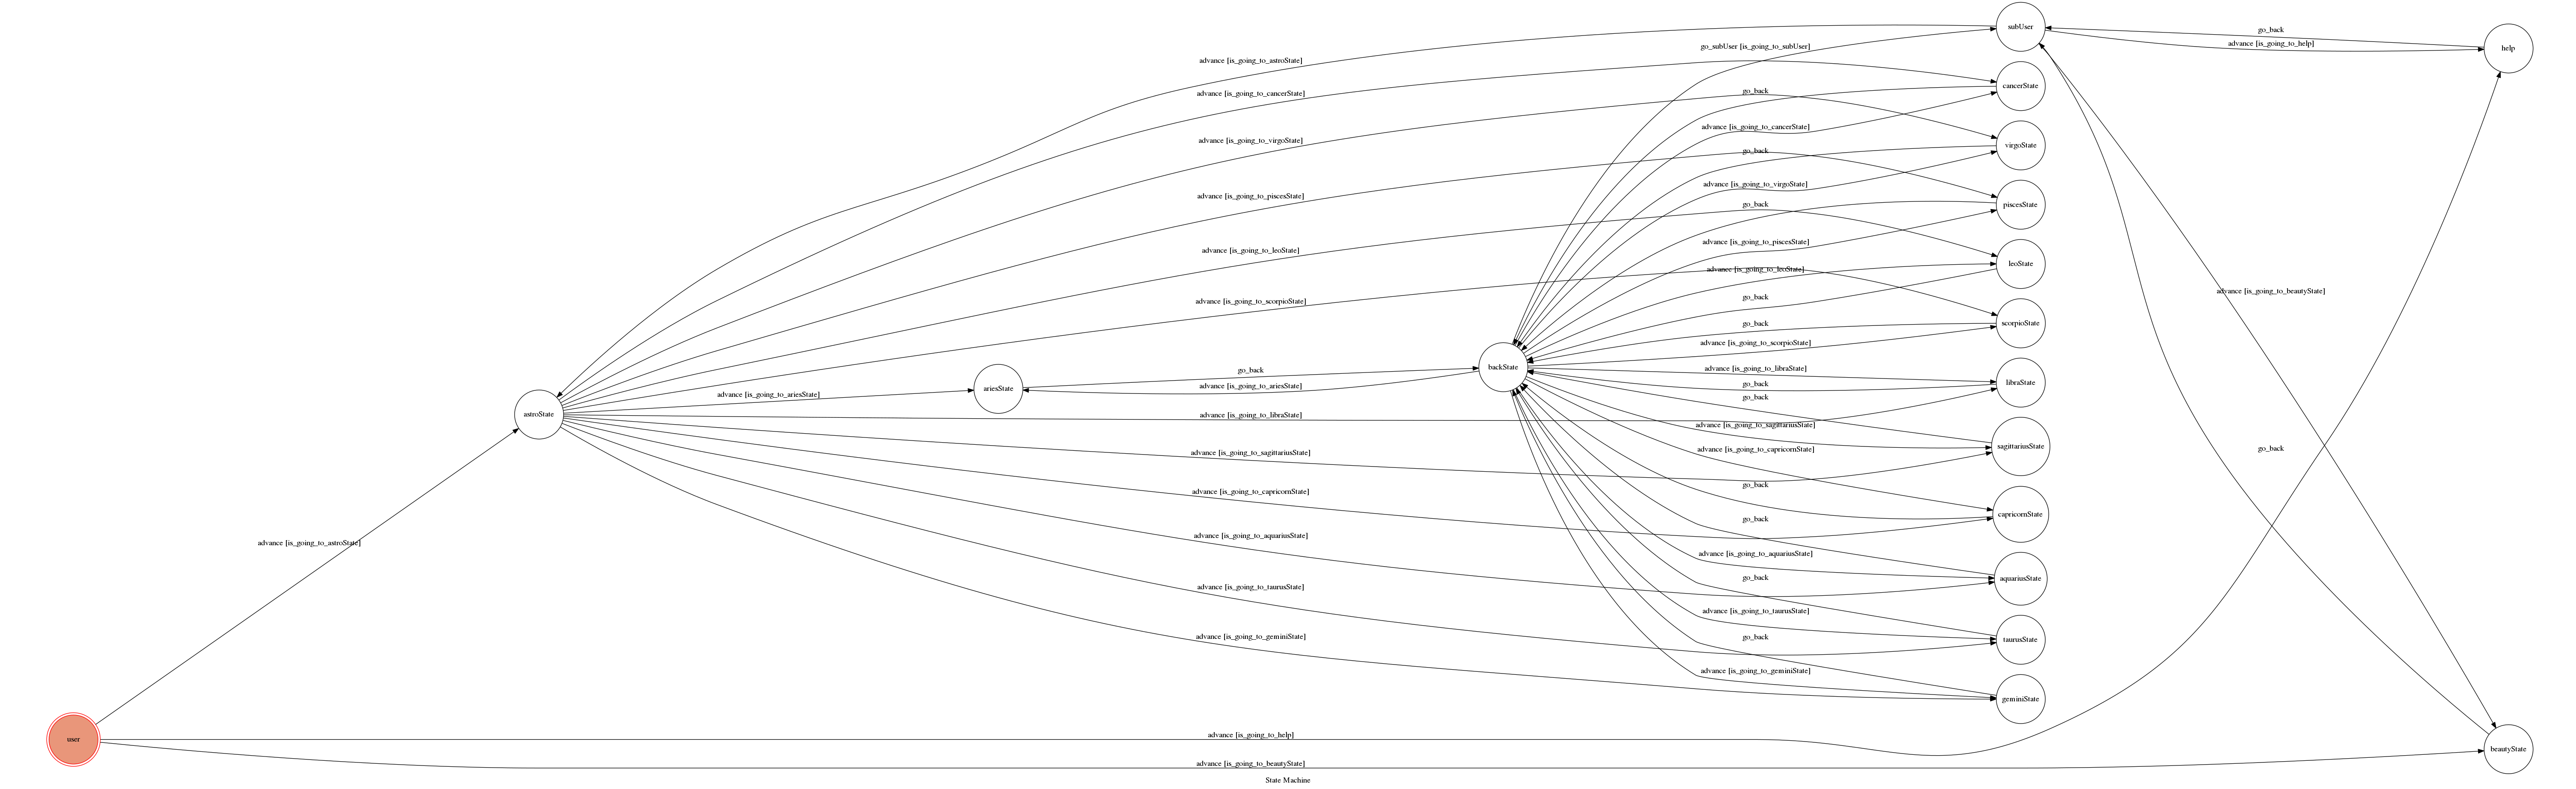 subUser
go_back
go_subUser [is_going_to_subUser]
advance [is_going_to_help]
help
advance [is_going_to_astroState]
cancerState
advance [is_going_to_cancerState]
go_back
advance [is_going_to_cancerState]
advance [is_going_to_virgoState]
virgoState
go_back
advance [is_going_to_virgoState]
advance [is_going_to_piscesState]
piscesState
go_back
advance [is_going_to_piscesState]
advance [is_going_to_leoState]
leoState
advance [is_going_to_leoState]
advance [is_going_to_beautyState]
go_back
advance [is_going_to_scorpioState]
go_back
scorpioState
advance [is_going_to_scorpioState]
backState
go_back
advance [is_going_to_libraState]
libraState
go_back
ariesState
advance [is_going_to_ariesState]
advance [is_going_to_ariesState]
go_back
astroState
advance [is_going_to_libraState]
advance [is_going_to_sagittariusState]
sagittariusState
go_back
advance [is_going_to_capricornState]
advance [is_going_to_sagittariusState]
go_back
advance [is_going_to_capricornState]
capricornState
go_back
advance [is_going_to_aquariusState]
advance [is_going_to_astroState]
advance [is_going_to_aquariusState]
go_back
aquariusState
advance [is_going_to_taurusState]
advance [is_going_to_taurusState]
advance [is_going_to_geminiState]
go_back
taurusState
advance [is_going_to_geminiState]
geminiState
user
advance [is_going_to_help]
beautyState
advance [is_going_to_beautyState]
State Machine